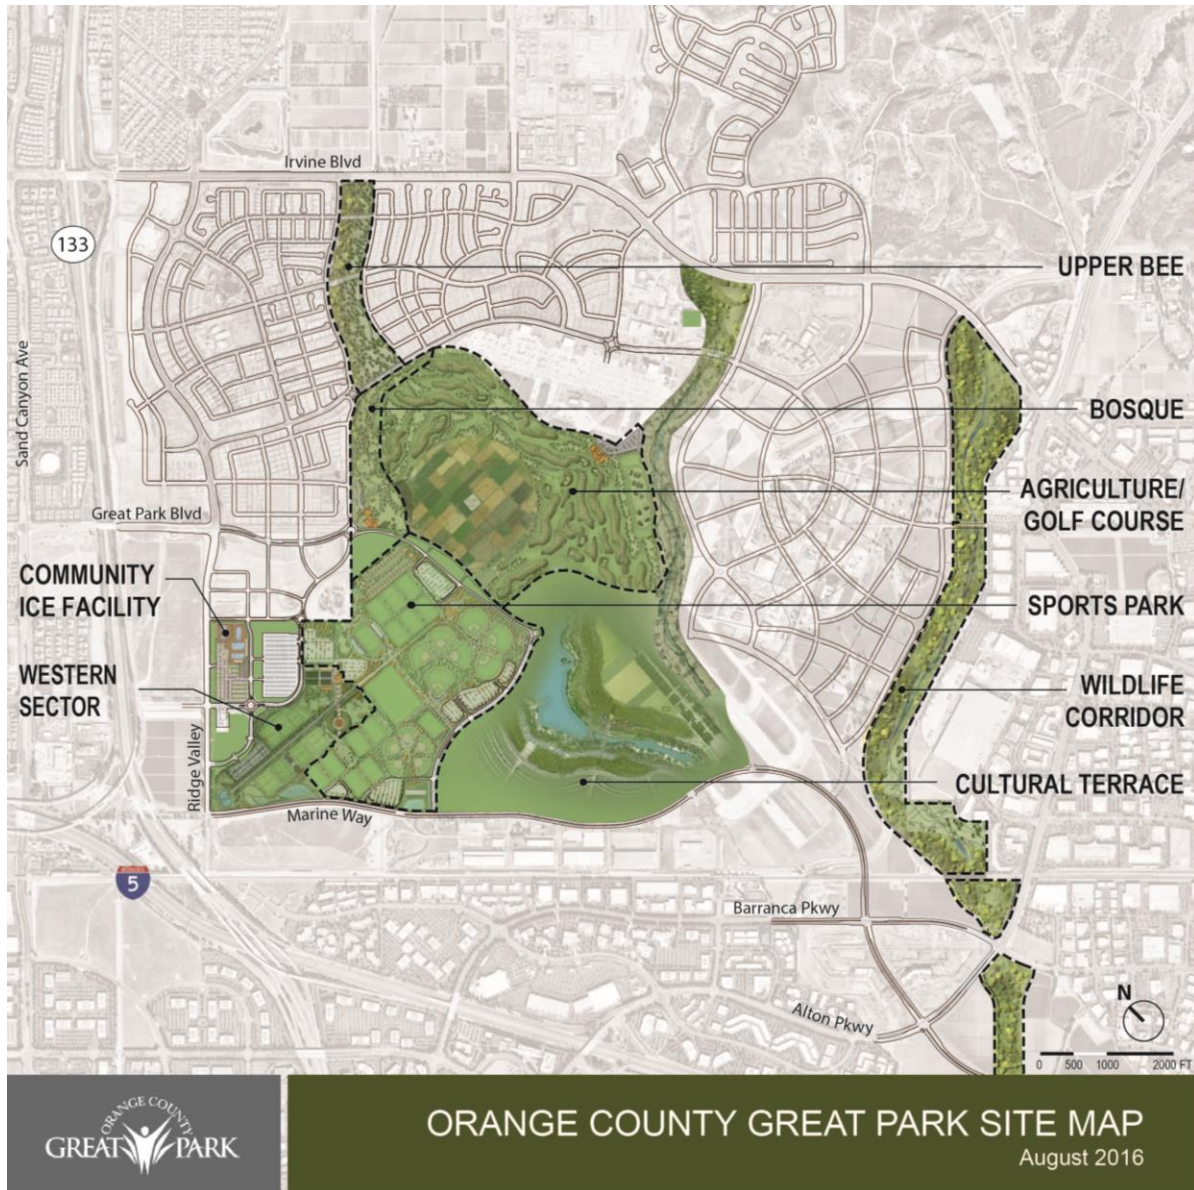 Irvine Blvd
133
UPPER BEE
Sand Canyon Ave
BOSQUE
AGRICULTURE/
GOLF COURSE
Great Park Blvd
COMMUNITY
ICE FACILITY
SPORTS PARK
WESTERN
SECTOR
WILDLIFE
CORRIDOR
Ridge Valley
CULTURAL TERRACE
Marine Way
5
Barranca Pkwy
Alton Pkwy
N
0 500 1000 2000 FT
ORANGE COUNTY
GREAT PARK
ORANGE COUNTY GREAT PARK SITE MAP
August 2016